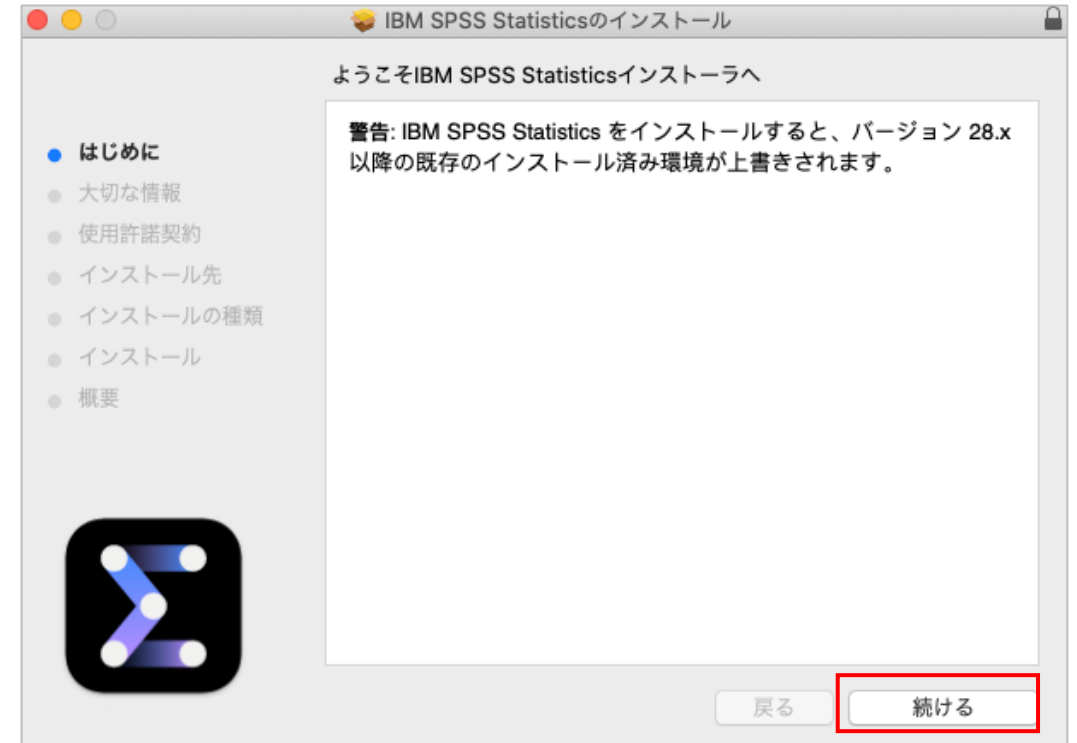 IBM SPSS Statisticsのインストール
ようこそIBM SPSS Statisticsインストーラへ
はじめに
大切な情報
使用許諾契約
インストール先
インストールの種類
インストール
概要
警告: IBM SPSS Statistics をインストールすると、バージョン 28.x
以降の既存のインストール済み環境が上書きされます。
戻る
続ける